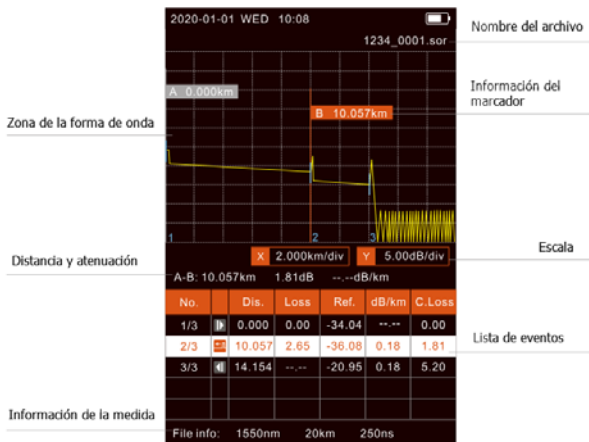 2020-01-01 WED 10:08
1234_0001.sor
Nombre del archivo
A 0.000km
Información del
marcador
B 10.057km
Zona de la forma de onda
1 2 3
X 2.000km/div Y 5.00dB/div
Escala
Distancia y atenuación
A-B: 10.057km 1.81dB --.--dB/km
No. Dis. Loss Ref. dB/km C.Loss
1/3 0.000 0.00 -34.04 --.-- 0.00
2/3 10.057 2.65 -36.08 0.18 1.81
Lista de eventos
3/3 14.154 --.-- -20.95 0.18 5.20
Información de la medida
File info: 1550nm 20km 250ns